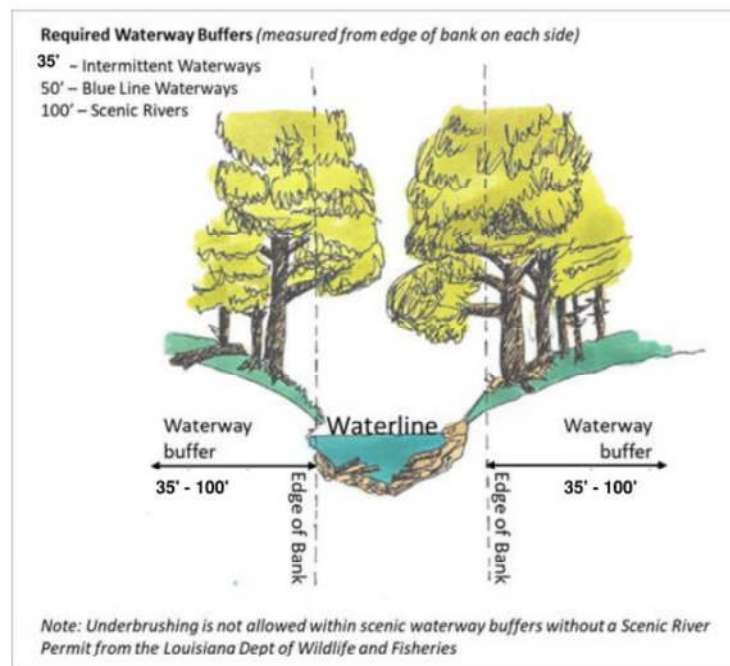 Required Waterway Buffers (measured from edge of bank on each side)
35' – Intermittent Waterways
50' – Blue Line Waterways
100' – Scenic Rivers
Waterline
Waterway
buffer
35' - 100'
Edge of Bank
Waterway
buffer
35' - 100'
Edge of Bank
Note: Underbrushing is not allowed within scenic waterway buffers without a Scenic River
Permit from the Louisiana Dept of Wildlife and Fisheries